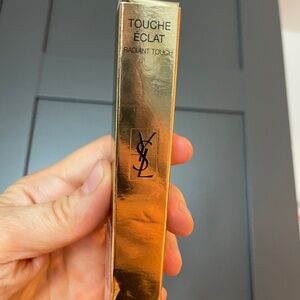 TOUCHE
ÉCLAT
RADIANT TOUCH
YSL